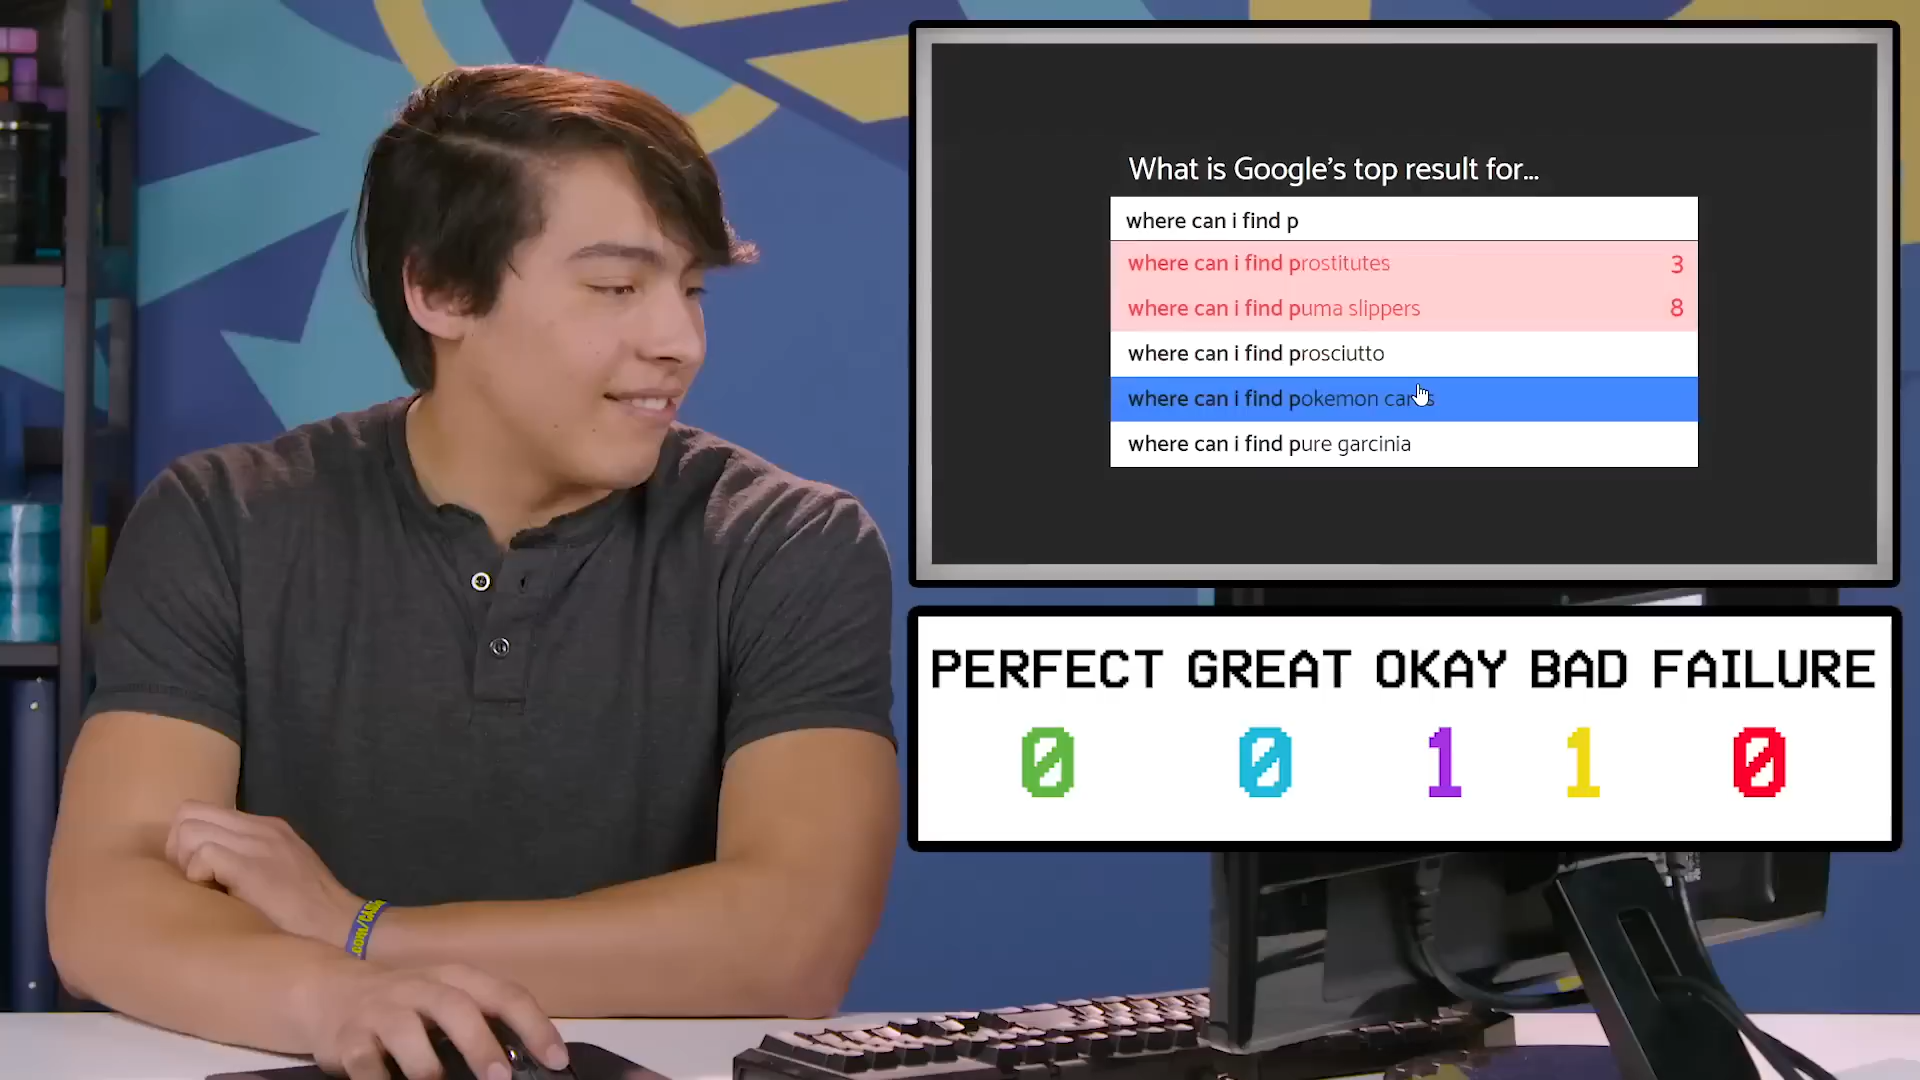 What is Google's top result for...
where can i find p
where can i find prostitutes 3
where can i find puma slippers 8
where can i find prosciutto
where can i find pokemon cards
where can i find pure garcinia
PERFECT GREAT OKAY BAD FAILURE
0 0 1 1 0
.com/CAM